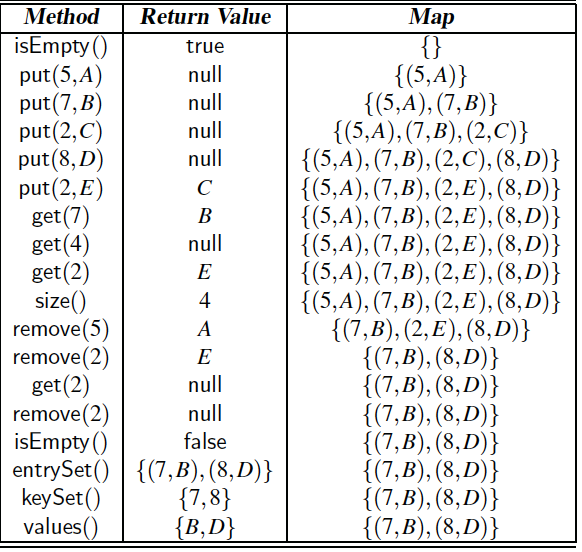 Method Return Value Map
isEmpty() true {}
put(5,A) null {(5,A)}
put(7,B) null {(5,A),(7,B)}
put(2,C) null {(5,A),(7,B),(2,C)}
put(8,D) null {(5,A),(7,B),(2,C),(8,D)}
put(2,E) C {(5,A),(7,B),(2,E),(8,D)}
get(7) B {(5,A),(7,B),(2,E),(8,D)}
get(4) null {(5,A),(7,B),(2,E),(8,D)}
get(2) E {(5,A),(7,B),(2,E),(8,D)}
size() 4 {(5,A),(7,B),(2,E),(8,D)}
remove(5) A {(7,B),(2,E),(8,D)}
remove(2) E {(7,B),(8,D)}
get(2) null {(7,B),(8,D)}
remove(2) null {(7,B),(8,D)}
isEmpty() false {(7,B),(8,D)}
entrySet() {(7,B),(8,D)} {(7,B),(8,D)}
keySet() {7,8} {(7,B),(8,D)}
values() {B,D} {(7,B),(8,D)}